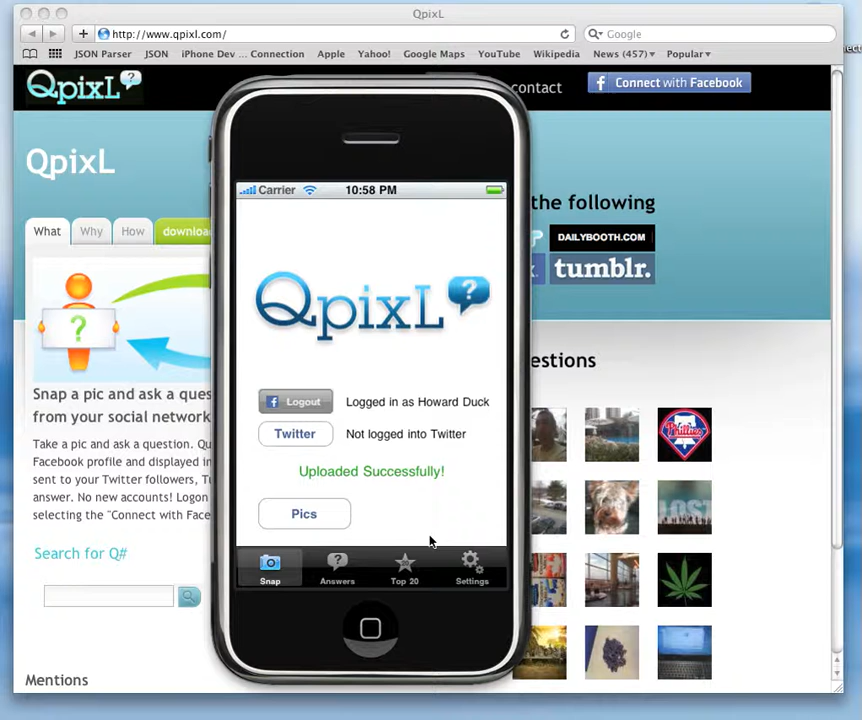 QpixL
http://www.qpixl.com/
Google
JSON Parser
JSON
iPhone Dev ... Connection
Apple
Yahoo!
Google Maps
YouTube
Wikipedia
News (457)
Popular
QpixL?
contact
f Connect with Facebook
QpixL
the following
What
Why
How
DAILYBOOTH.COM
tumblr.
?
Snap a pic and ask a ques
from your social network
Take a pic and ask a question. Qu
Facebook profile and displayed in
sent to your Twitter followers, Tu
answer. No new accounts! Logon
selecting the "Connect with Face
Search for Q#
Mentions
estions
Phillies
LOST
Carrier
10:58 PM
QpixL?
f Logout
Logged in as Howard Duck
Twitter
Not logged into Twitter
Uploaded Successfully!
Pics
Snap
Answers
Top 20
Settings